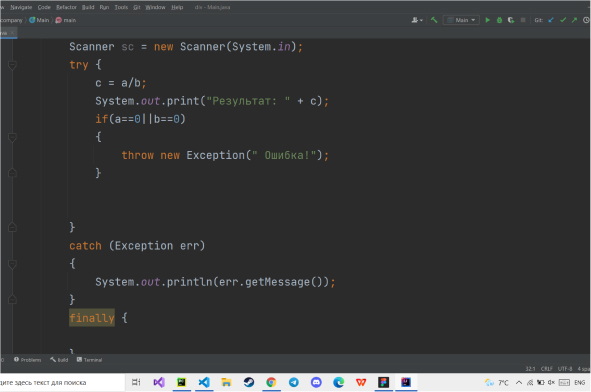 w Navigate Code Refactor Build Run Tools Git Window Help dni - Main.java
company Main main Main Git:
Scanner sc = new Scanner(System.in);
try {
c = a/b;
System.out.print("Результат: " + c);
if(a==0||b==0)
{
throw new Exception(" Ошибка!");
}
}
catch (Exception err)
{
System.out.println(err.getMessage());
}
finally {
}
Problems Build Terminal
12:1 CRLF UTF-8 4 spa
дите здесь текст для поиска 7°C ENG